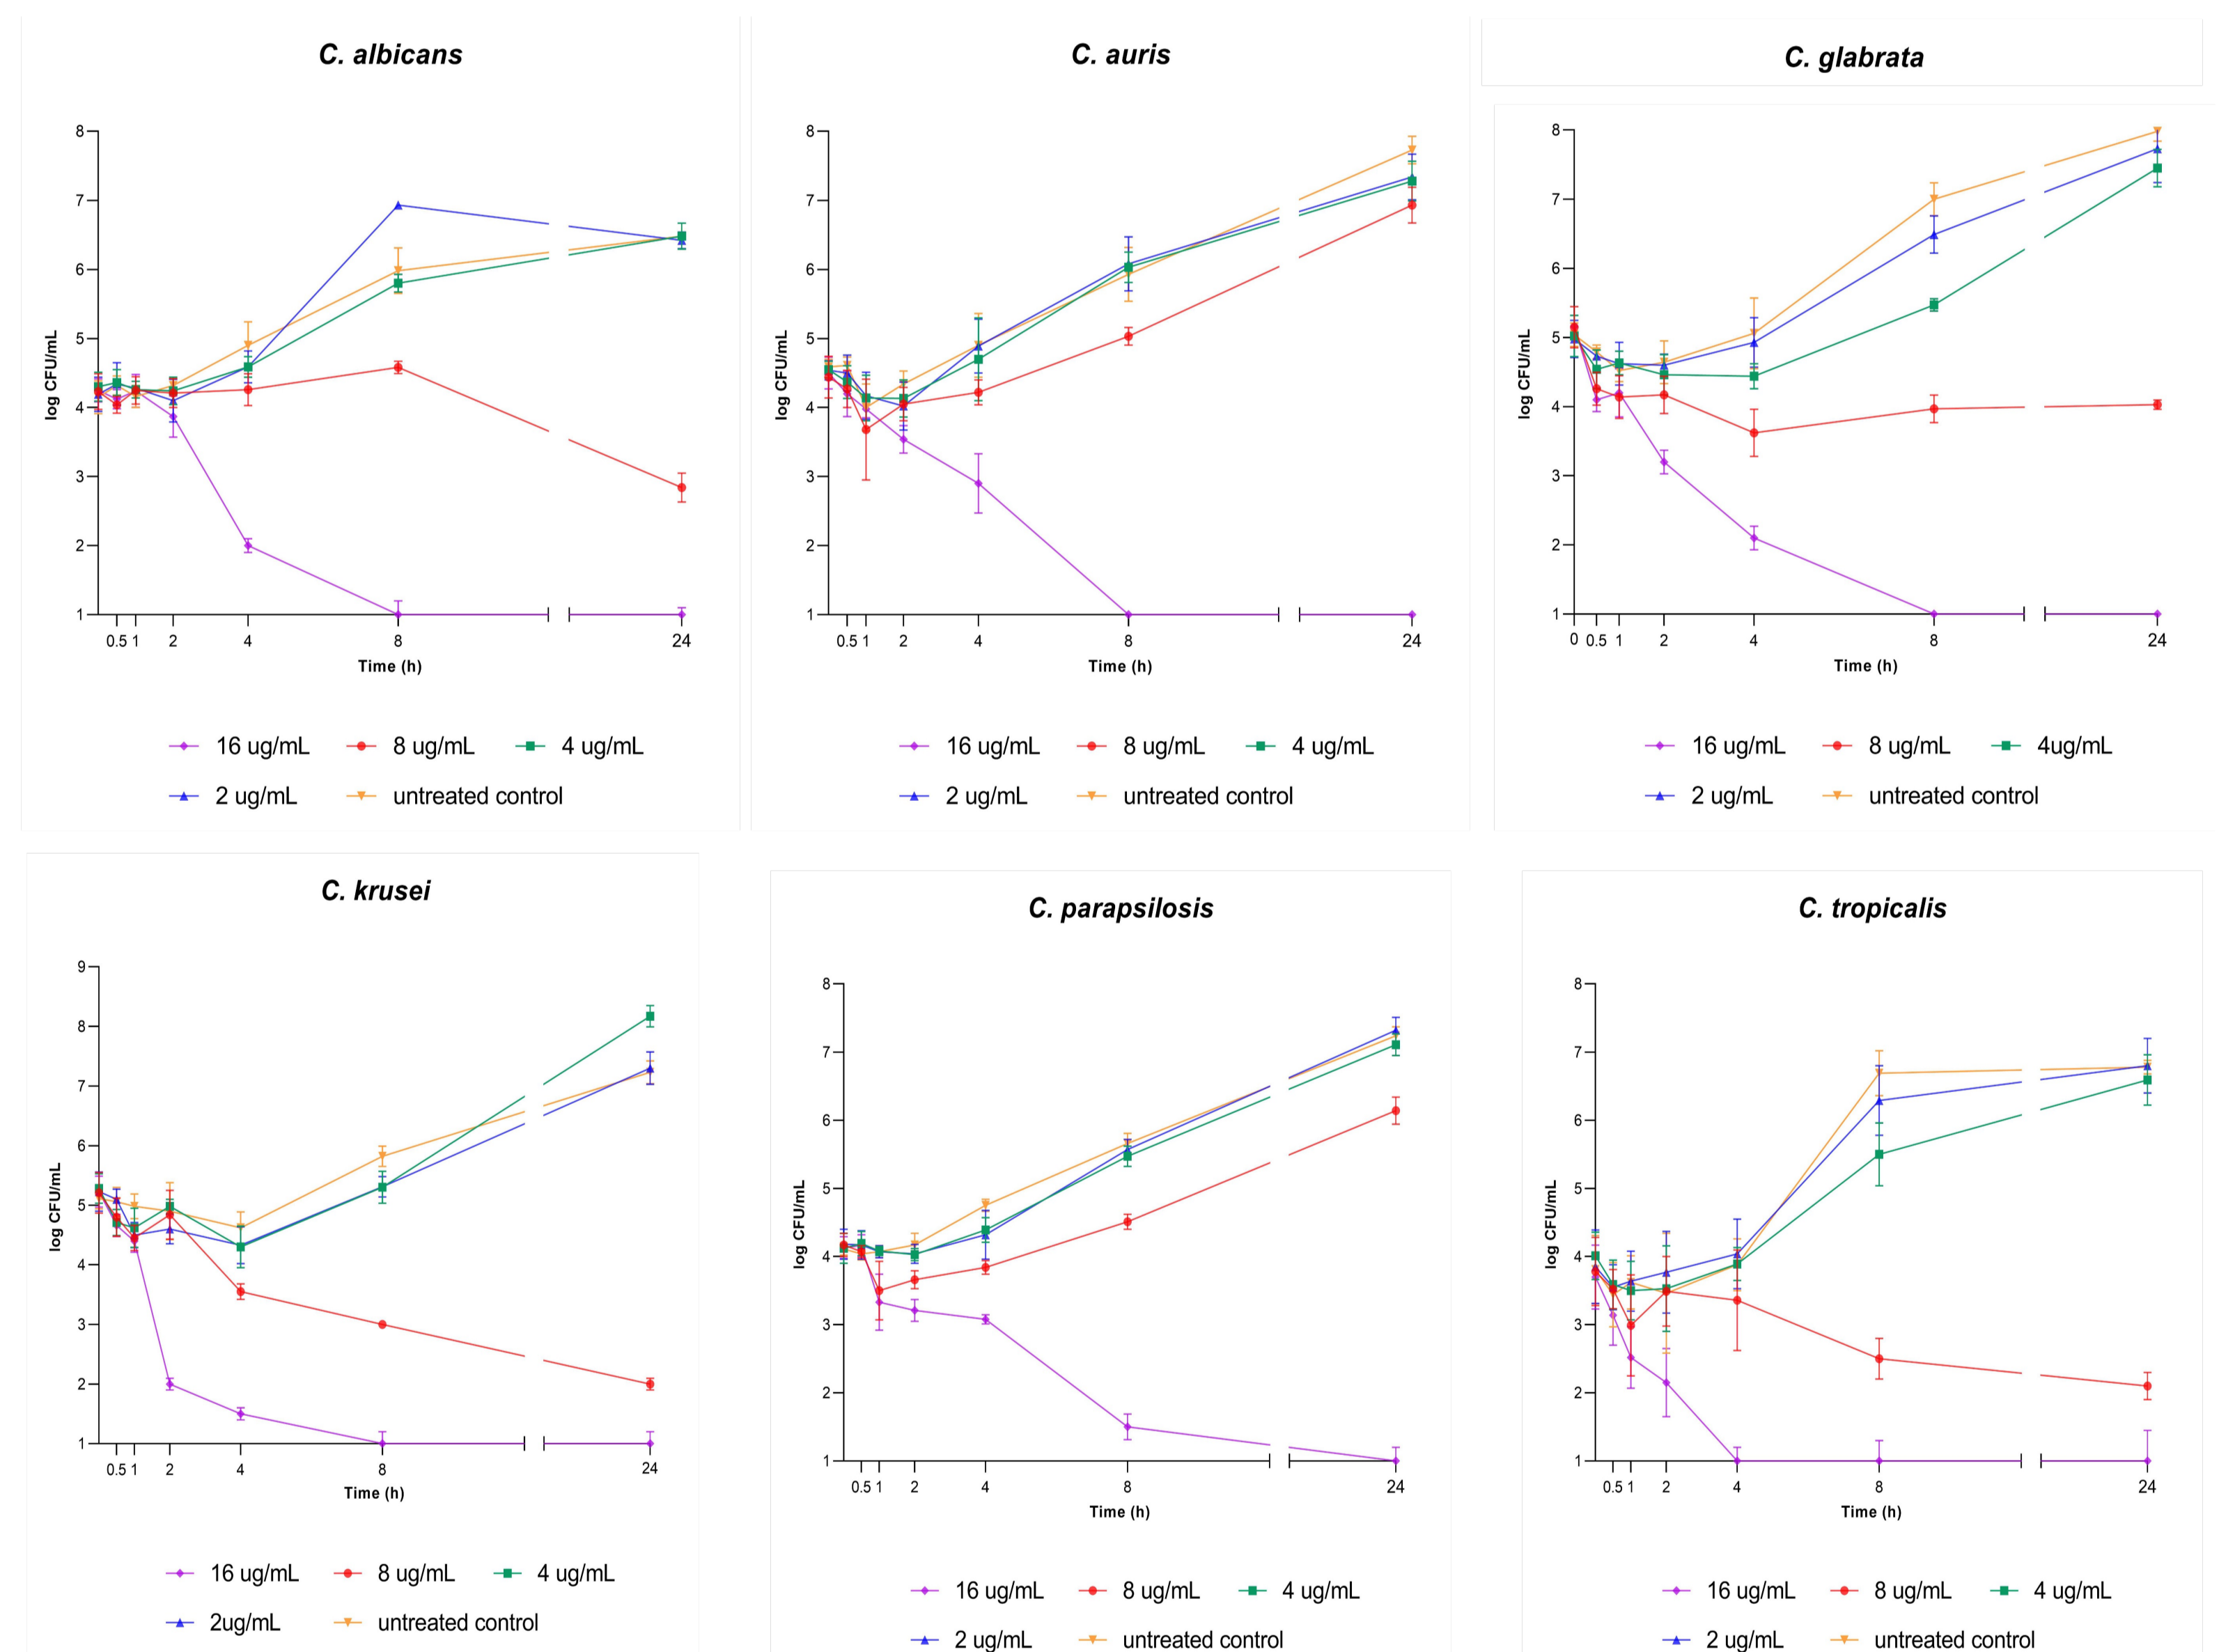 C. albicans
log CFU/mL
8
7
6
5
4
3
2
1
0.5 1 2 4 8 24
Time (h)
16 ug/mL 8 ug/mL 4 ug/mL
2 ug/mL untreated control
C. auris
log CFU/mL
8
7
6
5
4
3
2
1
0.5 1 2 4 8 24
Time (h)
16 ug/mL 8 ug/mL 4 ug/mL
2 ug/mL untreated control
C. glabrata
log CFU/mL
8
7
6
5
4
3
2
1
0 0.5 1 2 4 8 24
Time (h)
16 ug/mL 8 ug/mL 4ug/mL
2 ug/mL untreated control
C. krusei
log CFU/mL
9
8
7
6
5
4
3
2
1
0.5 1 2 4 8 24
Time (h)
16 ug/mL 8 ug/mL 4 ug/mL
2ug/mL untreated control
C. parapsilosis
log CFU/mL
8
7
6
5
4
3
2
1
0.5 1 2 4 8 24
Time (h)
16 ug/mL 8 ug/mL 4 ug/mL
2 ug/mL untreated control
C. tropicalis
log CFU/mL
8
7
6
5
4
3
2
1
0.5 1 2 4 8 24
Time (h)
16 ug/mL 8 ug/mL 4 ug/mL
2 ug/mL untreated control